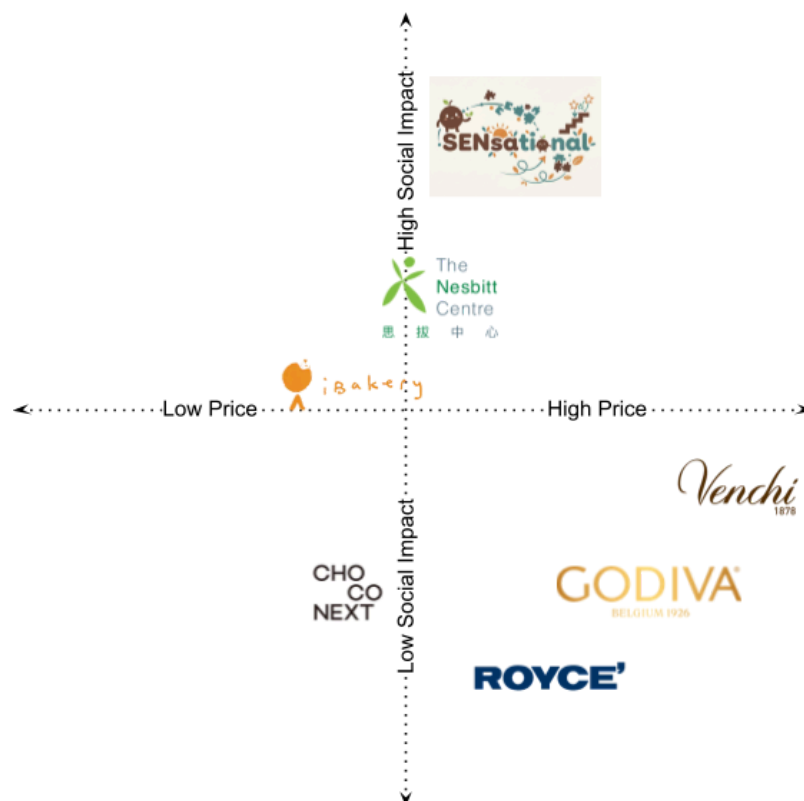 High Social Impact
SENsational
The
Nesbitt
Centre
思拔中心
iBakery
Low Price
High Price
Venchi
1878
CHO
CO
NEXT
Low Social Impact
GODIVA
BELGIUM 1926
ROYCE'